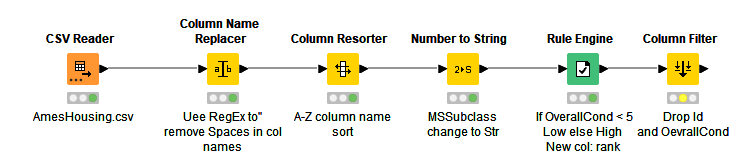 CSV Reader
AmesHousing.csv
Column Name
Replacer
Uee RegEx to"
remove Spaces in col
names
Column Resorter
A-Z column name
sort
Number to String
2▸S
MSSubclass
change to Str
Rule Engine
If OverallCond < 5
Low else High
New col: rank
Column Filter
Drop Id
and OevrallCond